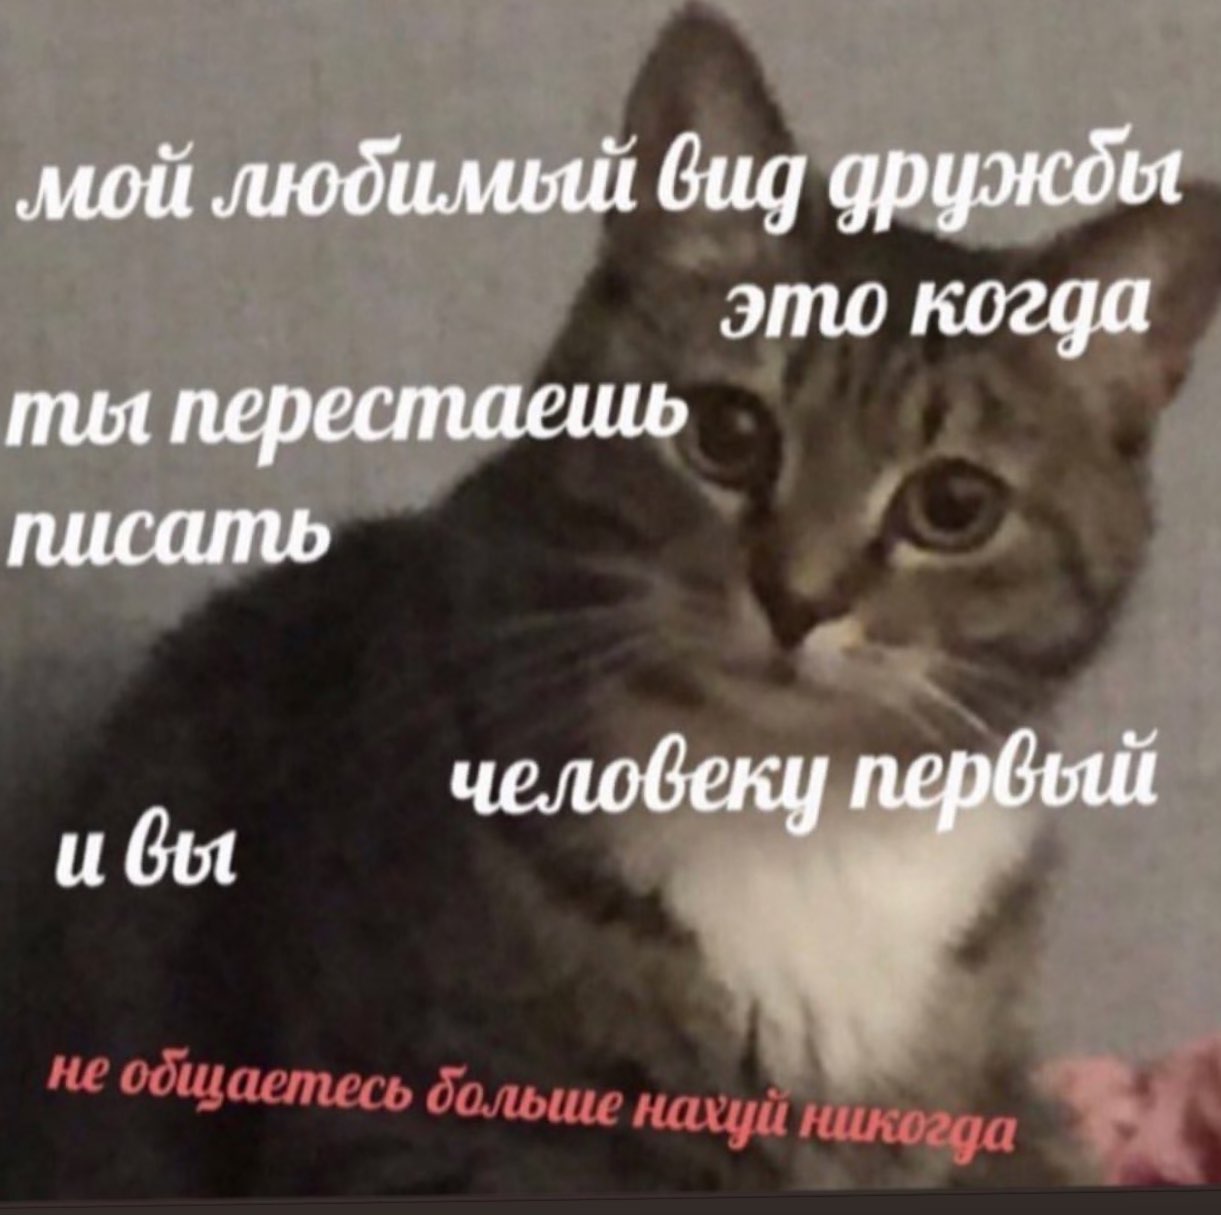 мой любимый вид дружбы
это когда
ты перестаешь
писать
человеку первый
и вы
не общаетесь больше нахуй никогда